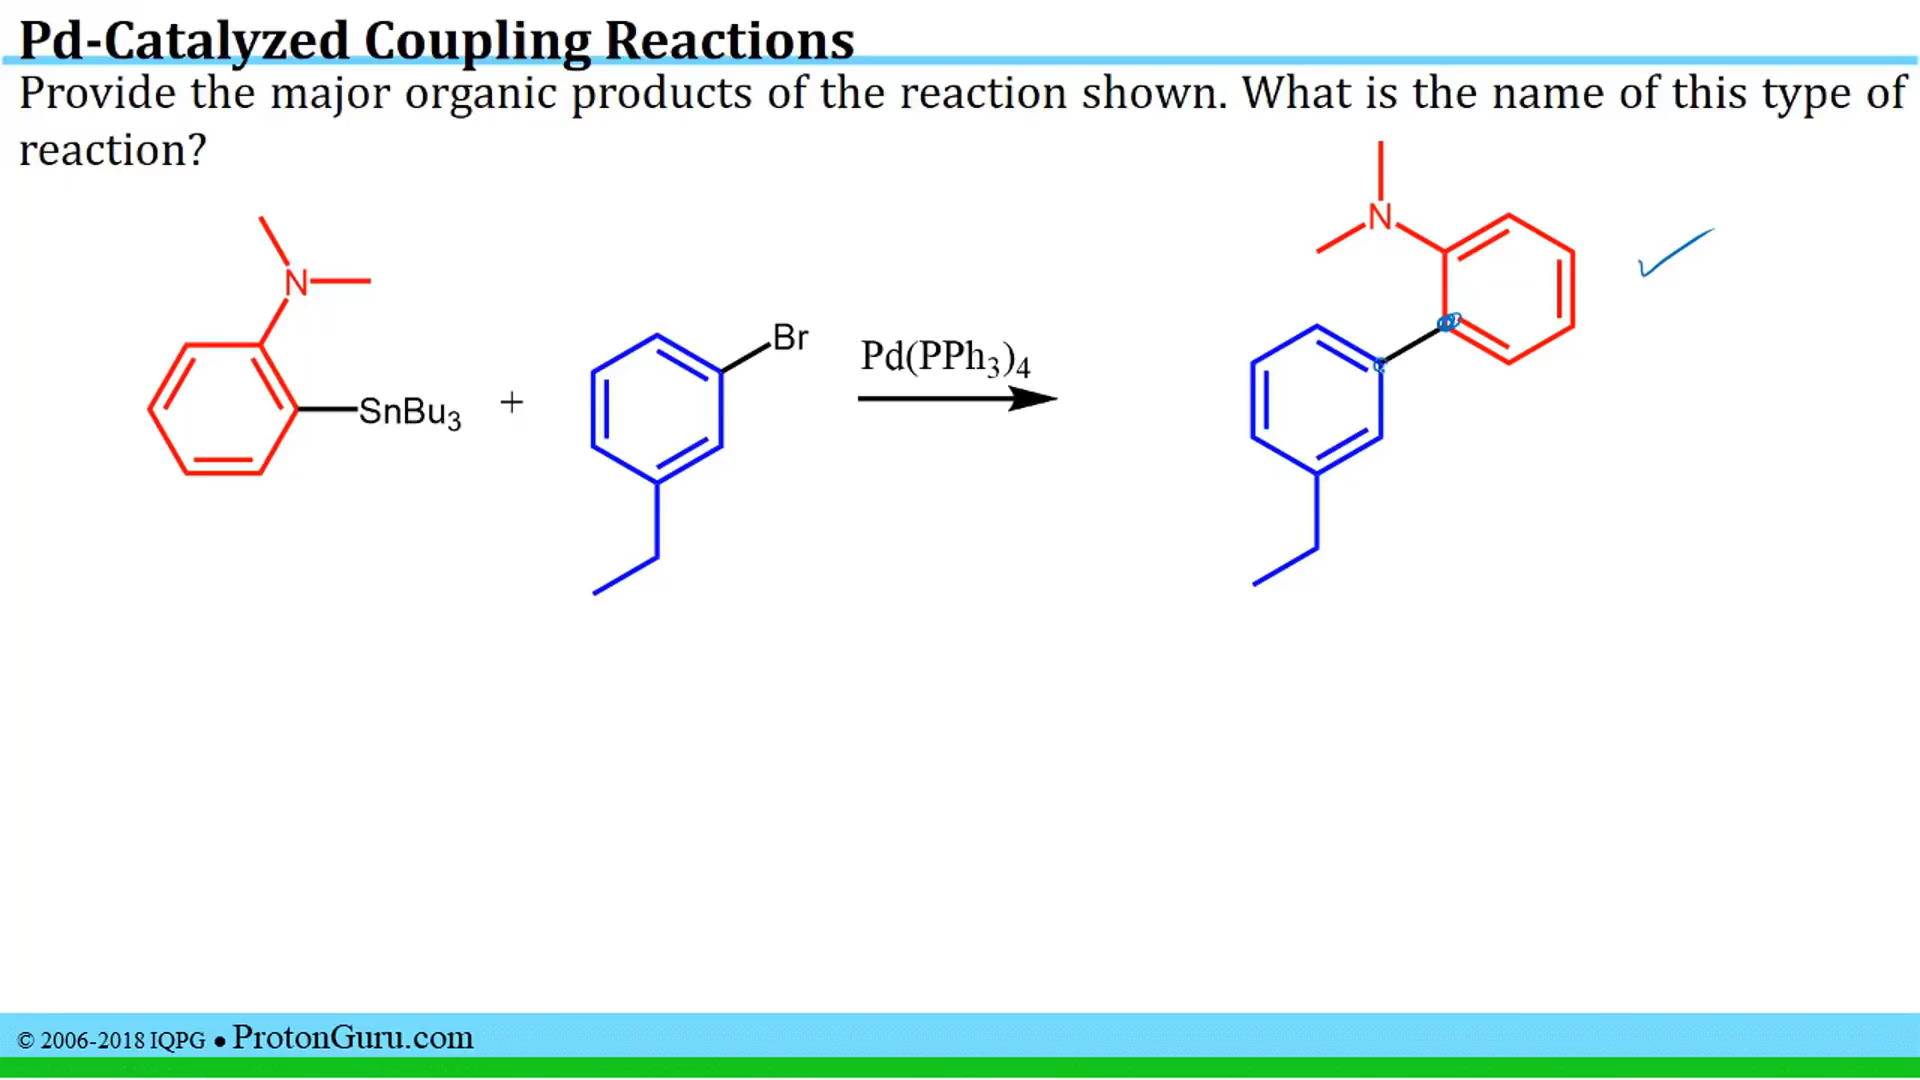 Pd-Catalyzed Coupling Reactions
Provide the major organic products of the reaction shown. What is the name of this type of
reaction?
N
N
Br
Pd(PPh₃)₄
SnBu₃
+
© 2006-2018 IQPG ● ProtonGuru.com